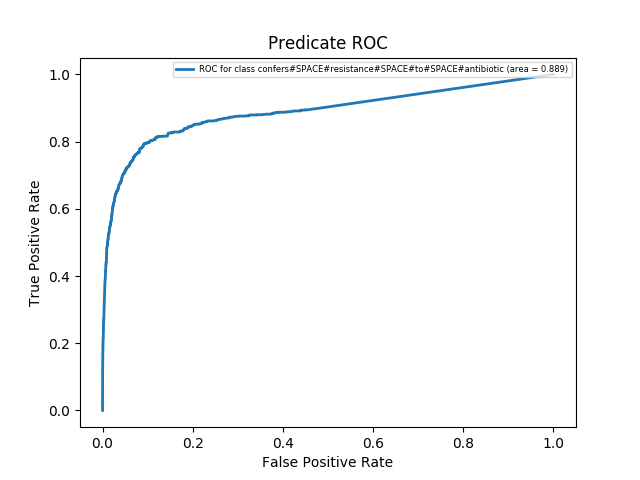 Predicate ROC
ROC for class confers#SPACE#resistance#SPACE#to#SPACE#antibiotic (area = 0.889)
1.0
0.8
0.6
0.4
0.2
0.0
True Positive Rate
0.0 0.2 0.4 0.6 0.8 1.0
False Positive Rate